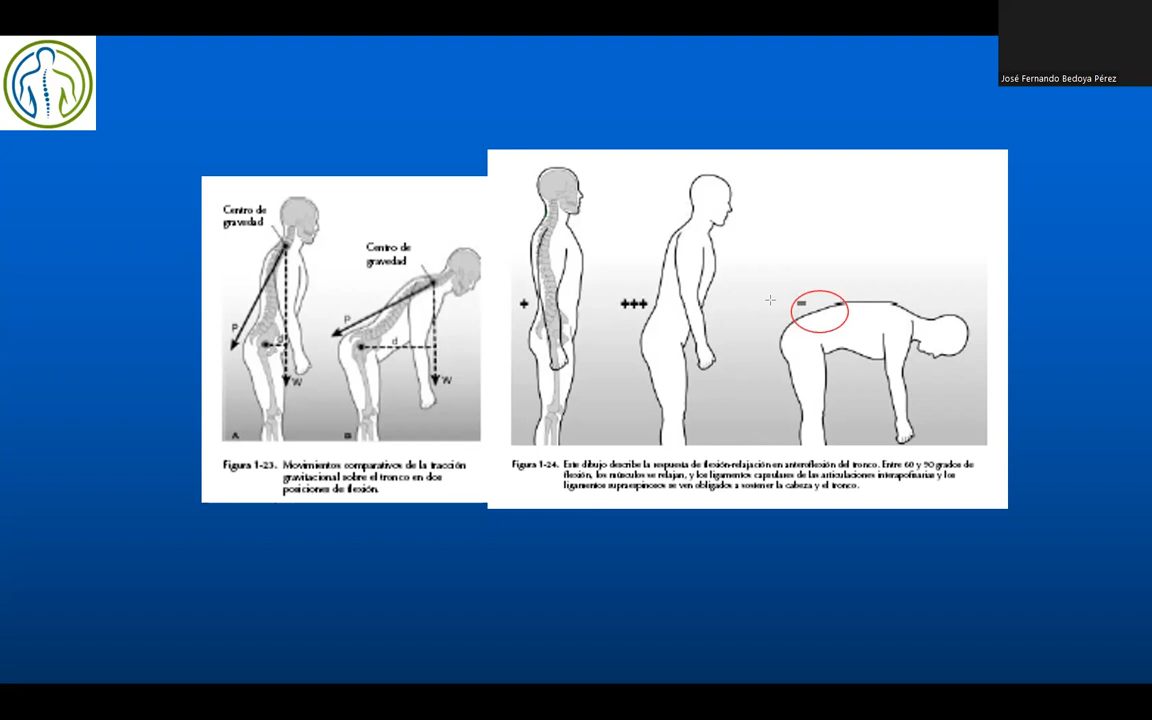 José Fernando Bedoya Pérez
Centro de
gravedad
Centro de
gravedad
P
d
W
A
P
d
W
B
Figura 1-23. Movimientos comparativos de la tracción
gravitacional sobre el tronco en dos
posiciones de flexión.
+
+++
=
Figura 1-24. Este dibujo describe la respuesta de flexión-relajación en anteroflexión del tronco. Entre 60 y 90 grados de
flexión, los músculos se relajan, y los ligamentos capsulares de las articulaciones interapofisarias y los
ligamentos supraespinosos se ven obligados a sostener la cabeza y el tronco.